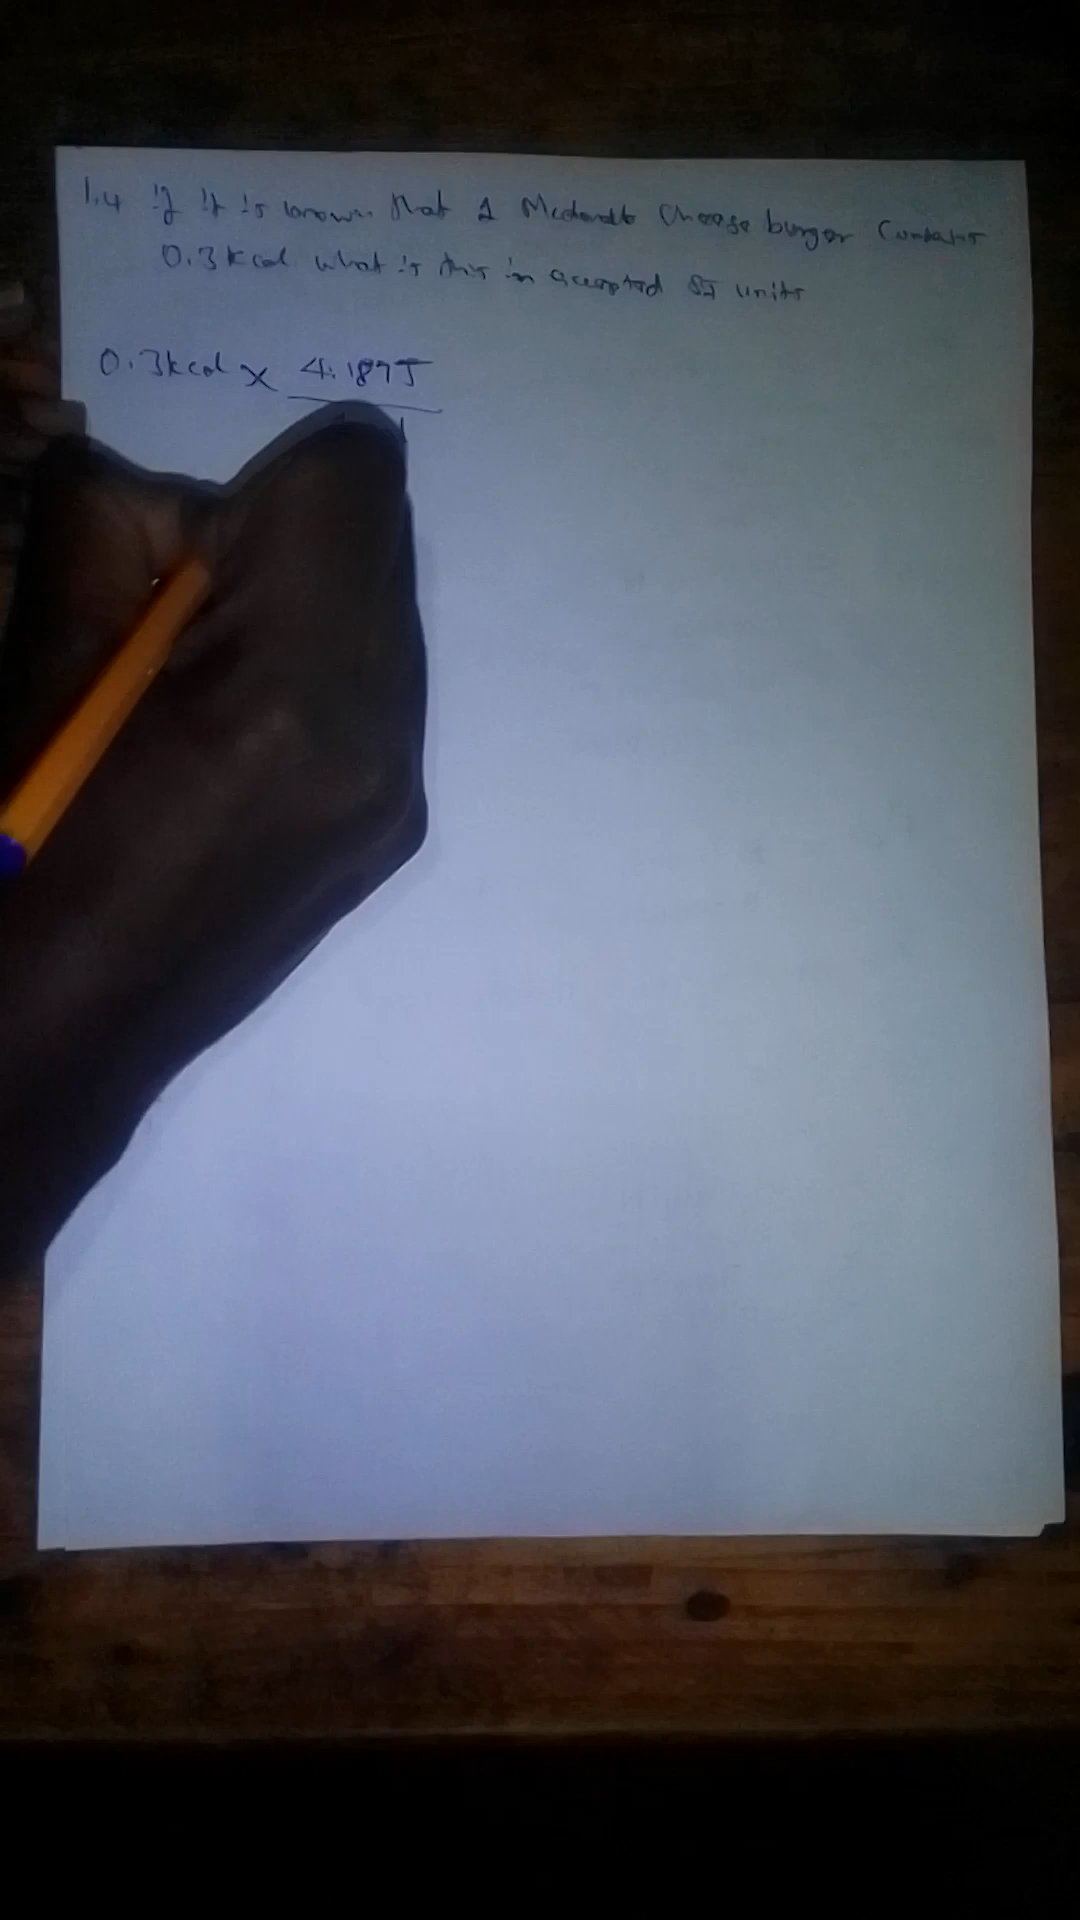 1.4 If it is known that 1 Mcdonalds Cheese burger Contains
0.3kcal what is this in accepted SI units
0.3kcal x 4.187J